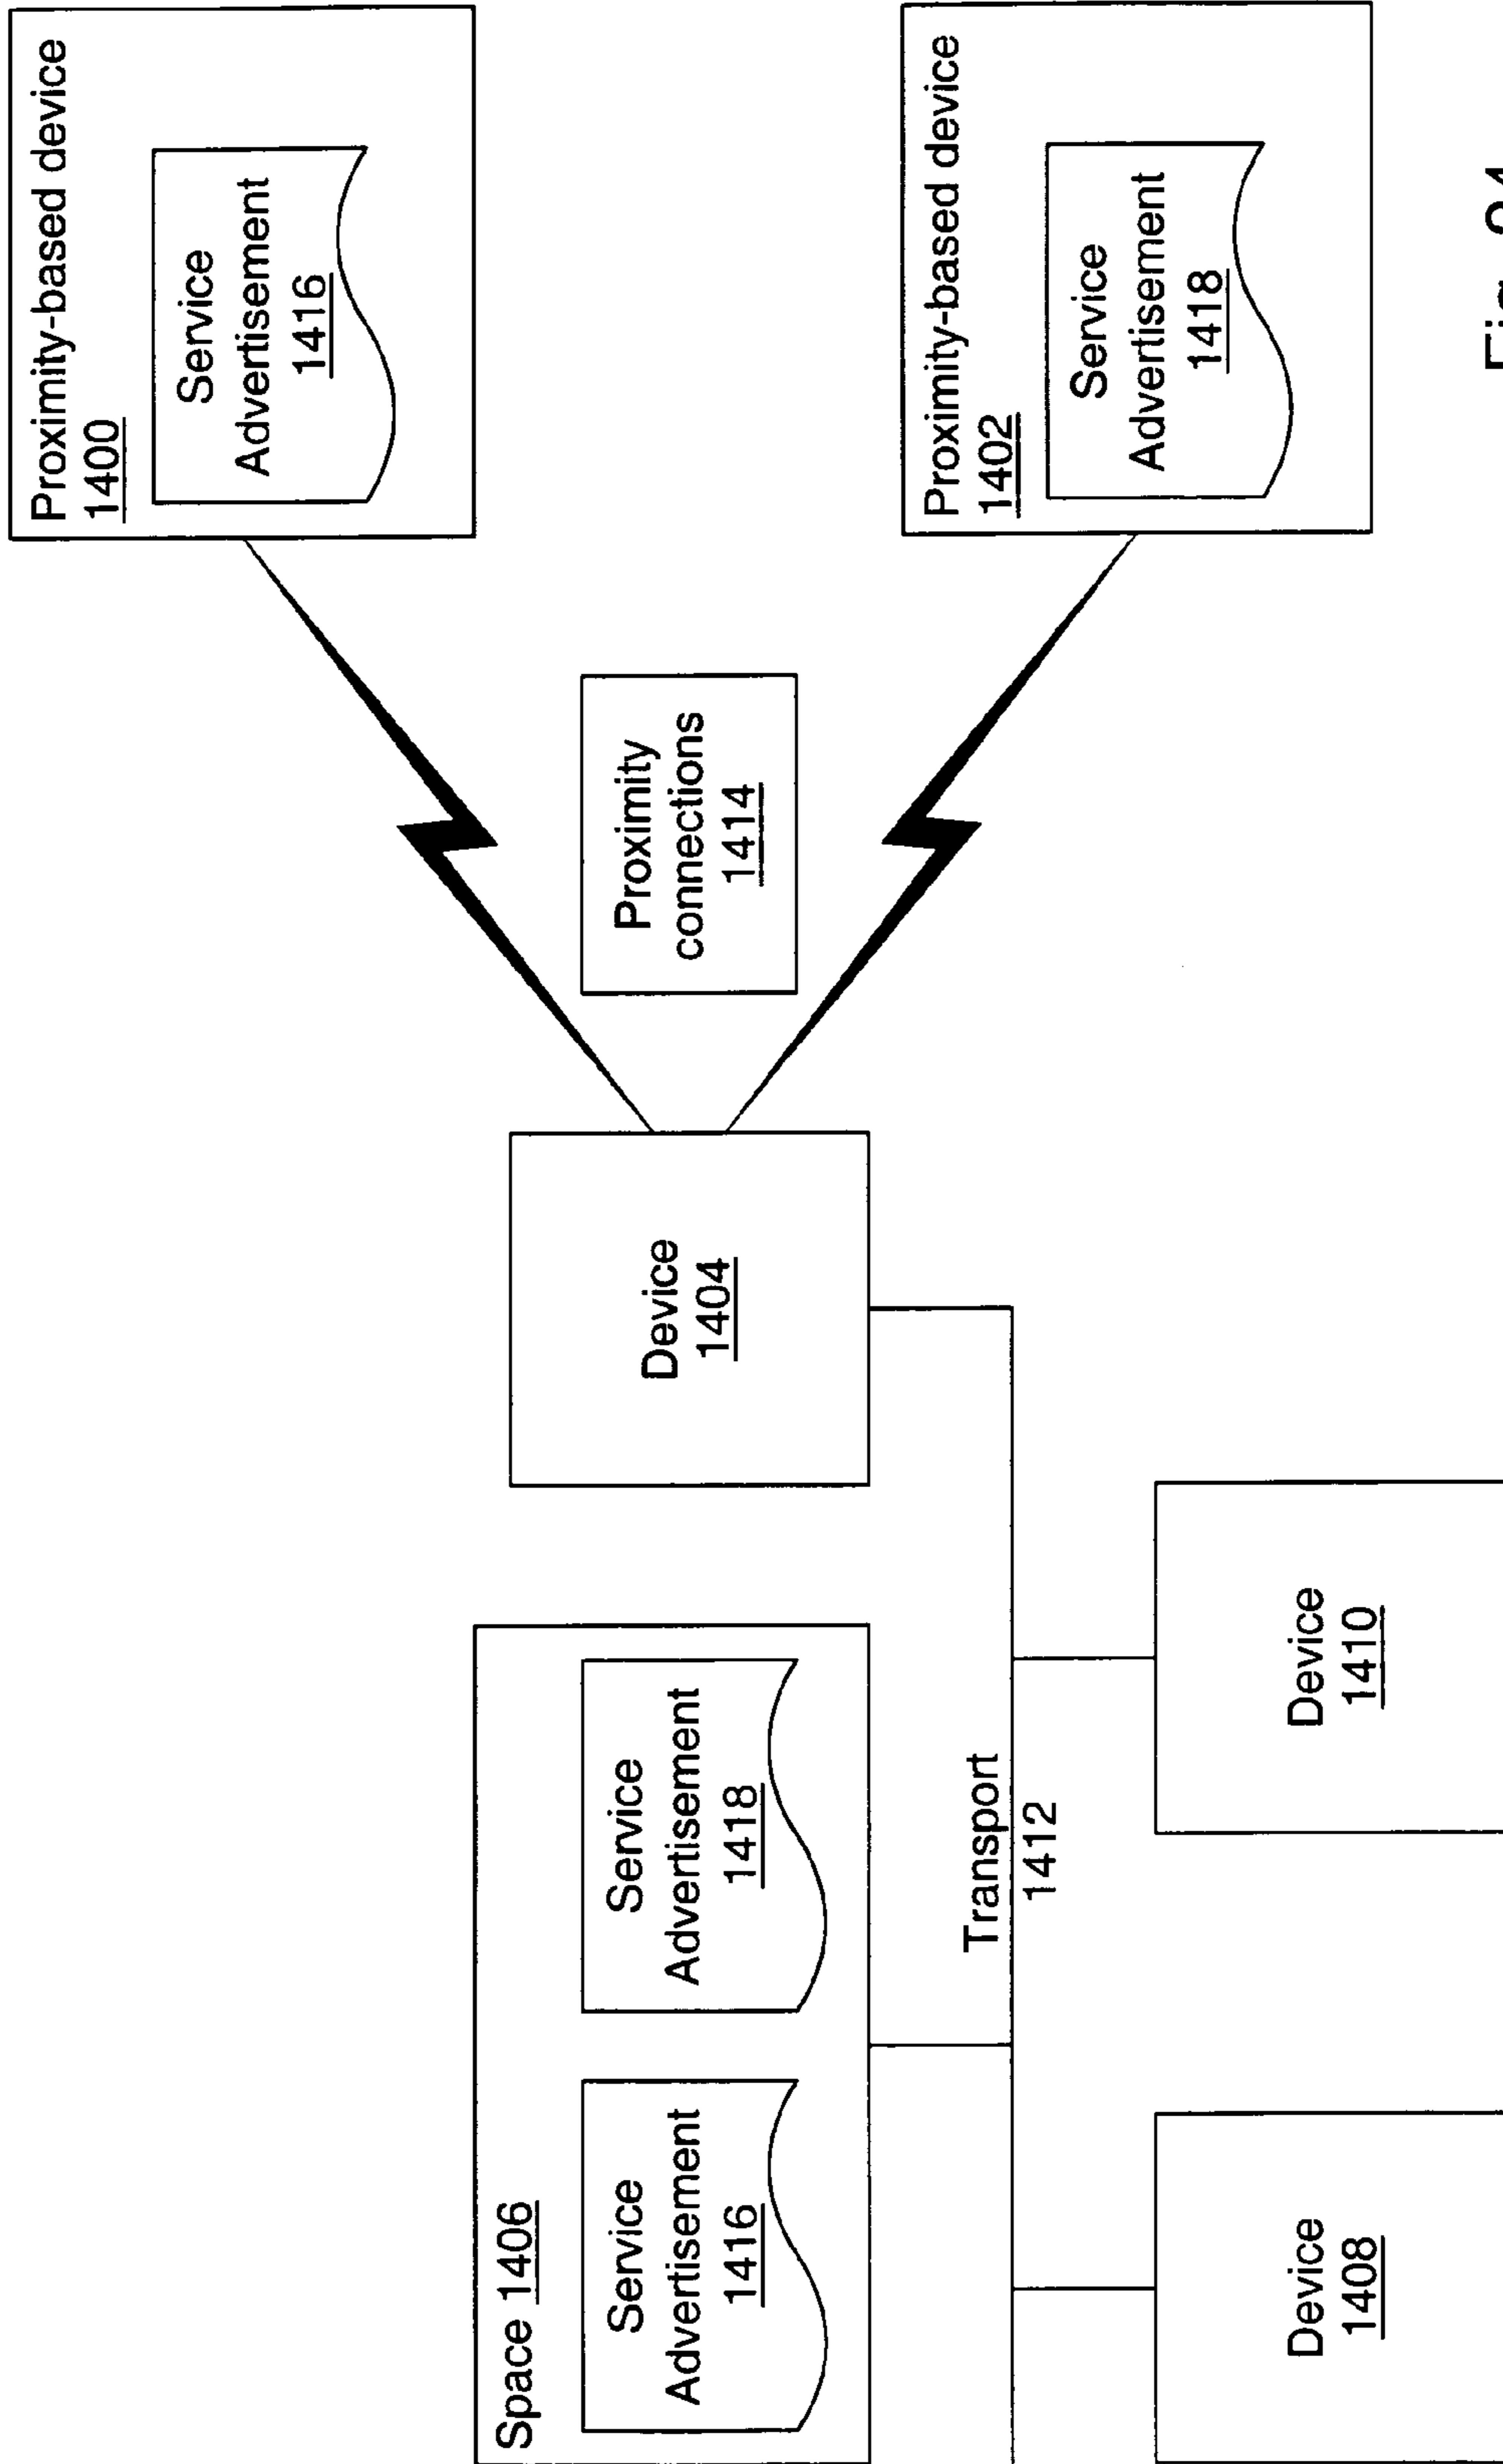 Proximity-based device
1400
Service
Advertisement
1416
Space 1406
Service
Advertisement
1416
Service
Advertisement
1418
Device
1404
Proximity
connections
1414
Proximity-based device
1402
Service
Advertisement
1418
Transport
1412
Device
1408
Device
1410
Fig.